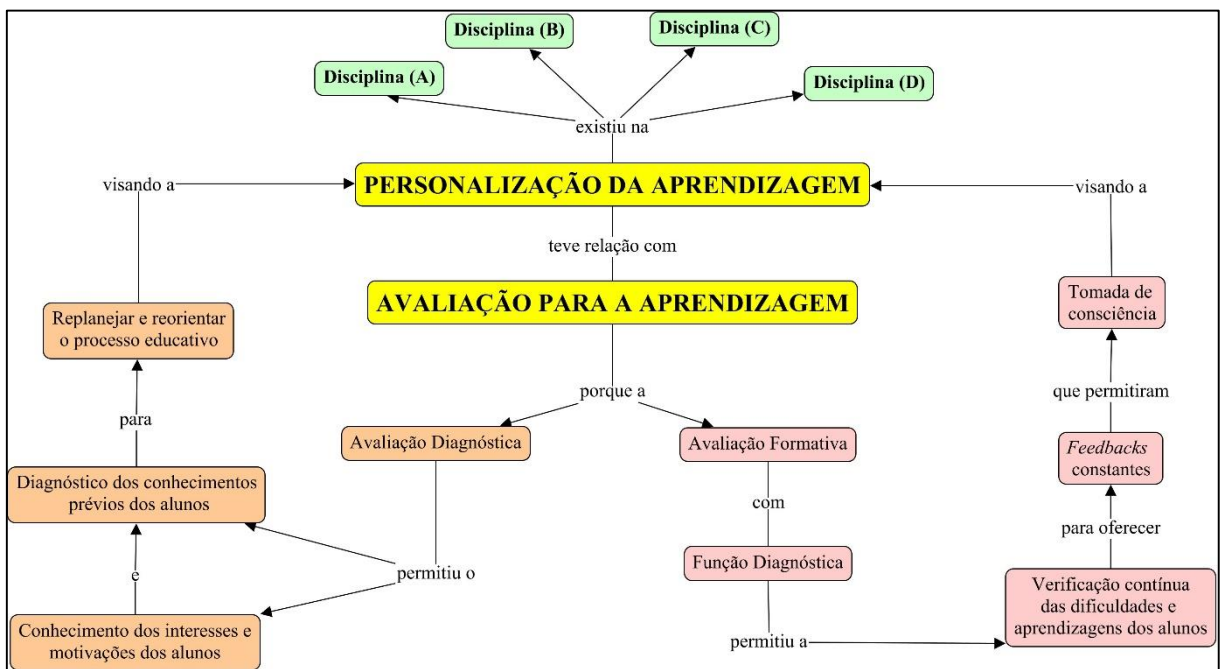 Disciplina (B)
Disciplina (C)
Disciplina (A)
Disciplina (D)
existiu na
visando a
PERSONALIZAÇÃO DA APRENDIZAGEM
visando a
teve relação com
AVALIAÇÃO PARA A APRENDIZAGEM
Replanejar e reorientar
o processo educativo
Tomada de
consciência
porque a
que permitiram
para
Avaliação Diagnóstica
Avaliação Formativa
Feedbacks
constantes
Diagnóstico dos conhecimentos
prévios dos alunos
com
para oferecer
e
permitiu o
Função Diagnóstica
Verificação contínua
das dificuldades e
aprendizagens dos alunos
Conhecimento dos interesses e
motivações dos alunos
permitiu a